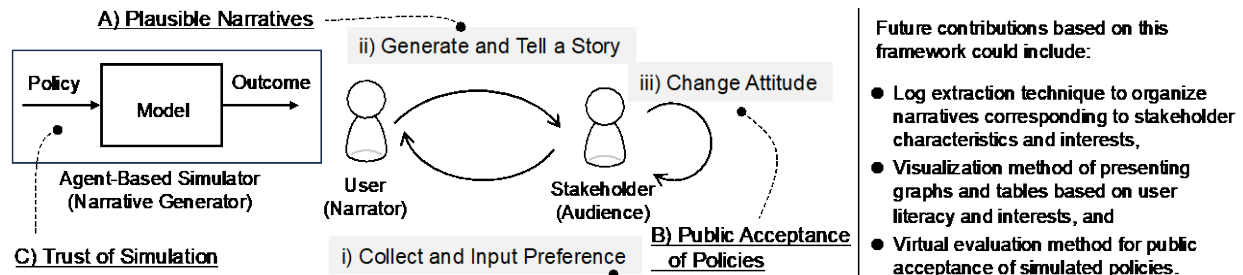 A) Plausible Narratives
ii) Generate and Tell a Story
iii) Change Attitude
Policy
Model
Outcome
Agent-Based Simulator
(Narrative Generator)
User
(Narrator)
Stakeholder
(Audience)
C) Trust of Simulation
i) Collect and Input Preference
B) Public Acceptance
of Policies
Future contributions based on this
framework could include:
● Log extraction technique to organize
narratives corresponding to stakeholder
characteristics and interests,
● Visualization method of presenting
graphs and tables based on user
literacy and interests, and
● Virtual evaluation method for public
acceptance of simulated policies.